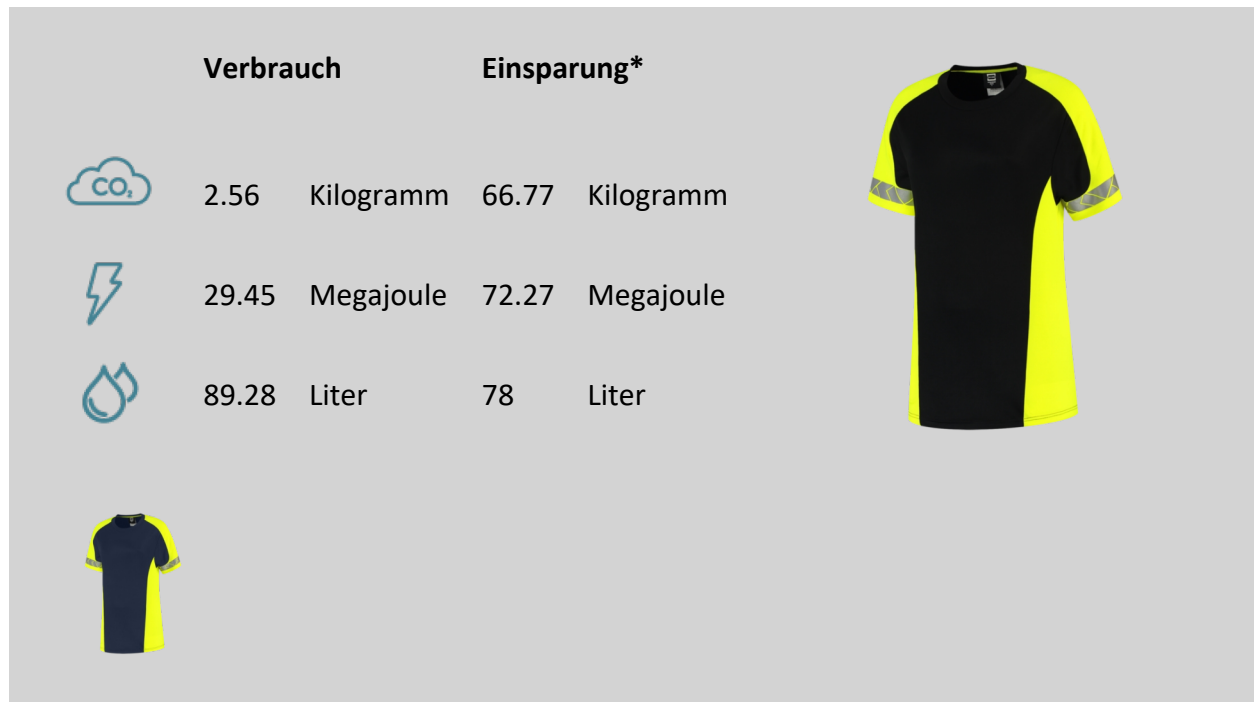 Verbrauch Einsparung*
CO₂ 2.56 Kilogramm 66.77 Kilogramm
29.45 Megajoule 72.27 Megajoule
89.28 Liter 78 Liter